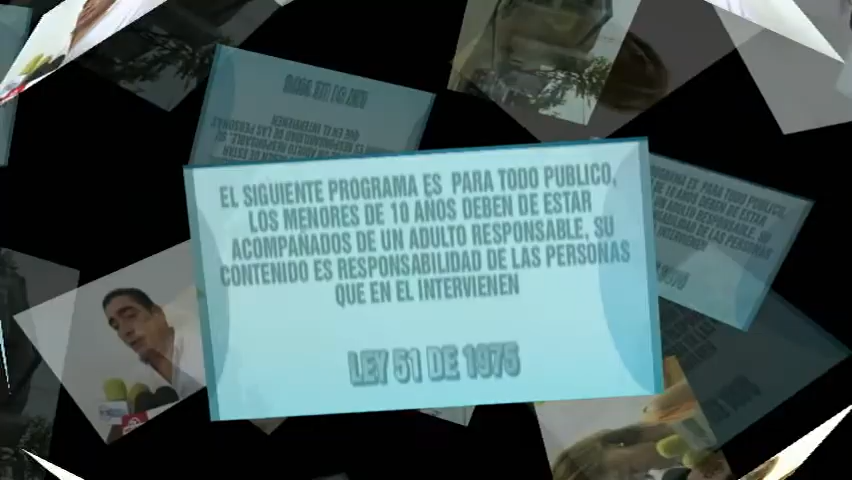 EL SIGUIENTE PROGRAMA ES PARA TODO PUBLICO,
LOS MENORES DE 10 AÑOS DEBEN DE ESTAR
ACOMPAÑADOS DE UN ADULTO RESPONSABLE, SU
CONTENIDO ES RESPONSABILIDAD DE LAS PERSONAS
QUE EN EL INTERVIENEN
LEY 51 DE 1975